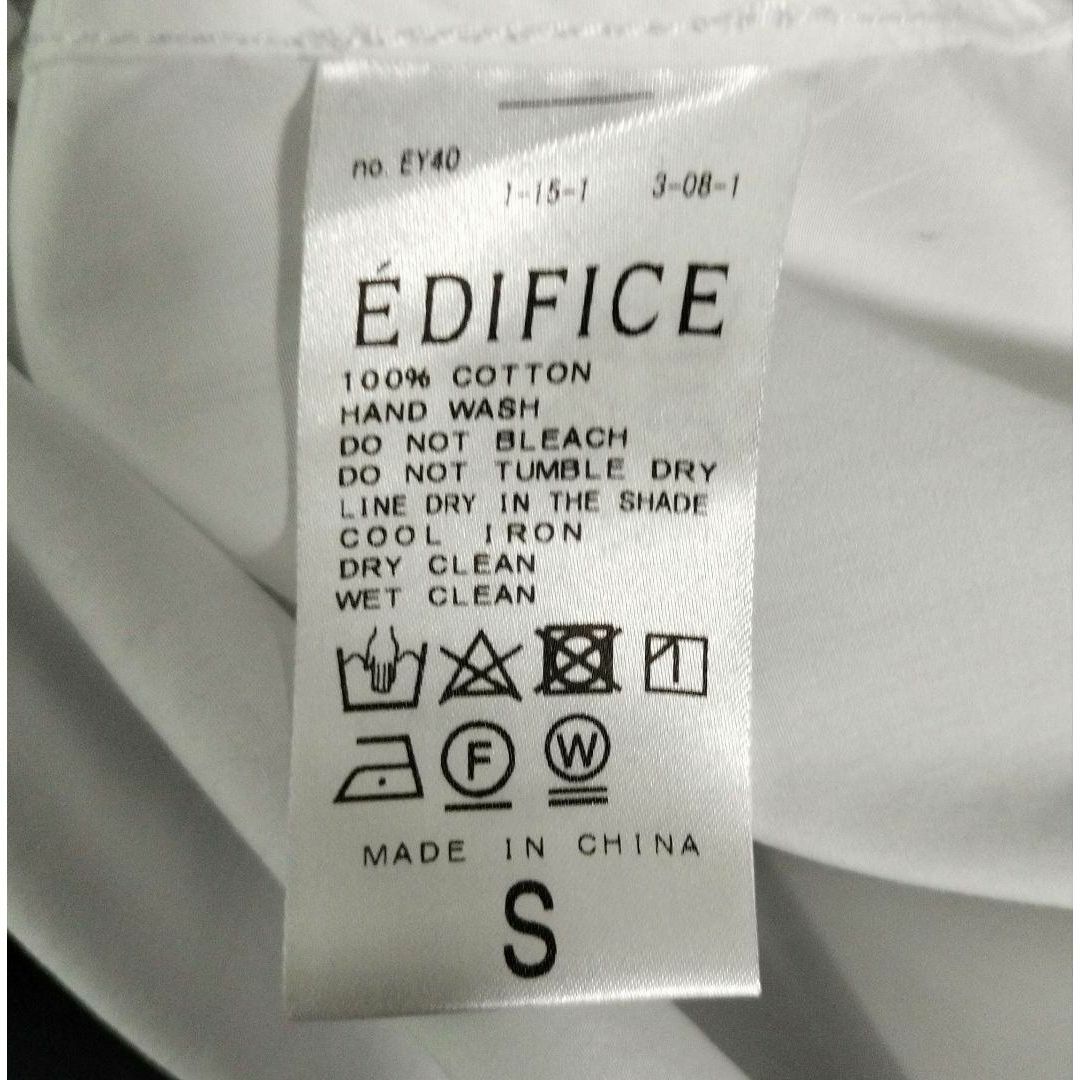 no. EY40
1-15-1 3-08-1
ÉDIFICE
100% COTTON
HAND WASH
DO NOT BLEACH
DO NOT TUMBLE DRY
LINE DRY IN THE SHADE
COOL IRON
DRY CLEAN
WET CLEAN
F W
MADE IN CHINA
S